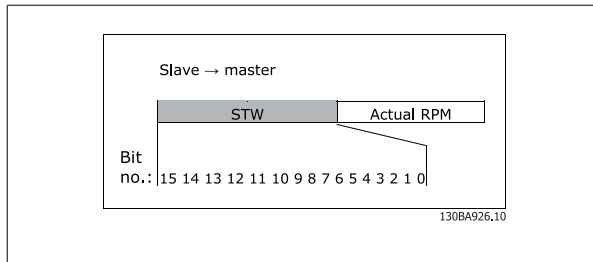 Slave → master
STW Actual RPM
Bit
no.: 15 14 13 12 11 10 9 8 7 6 5 4 3 2 1 0
130BA926.10